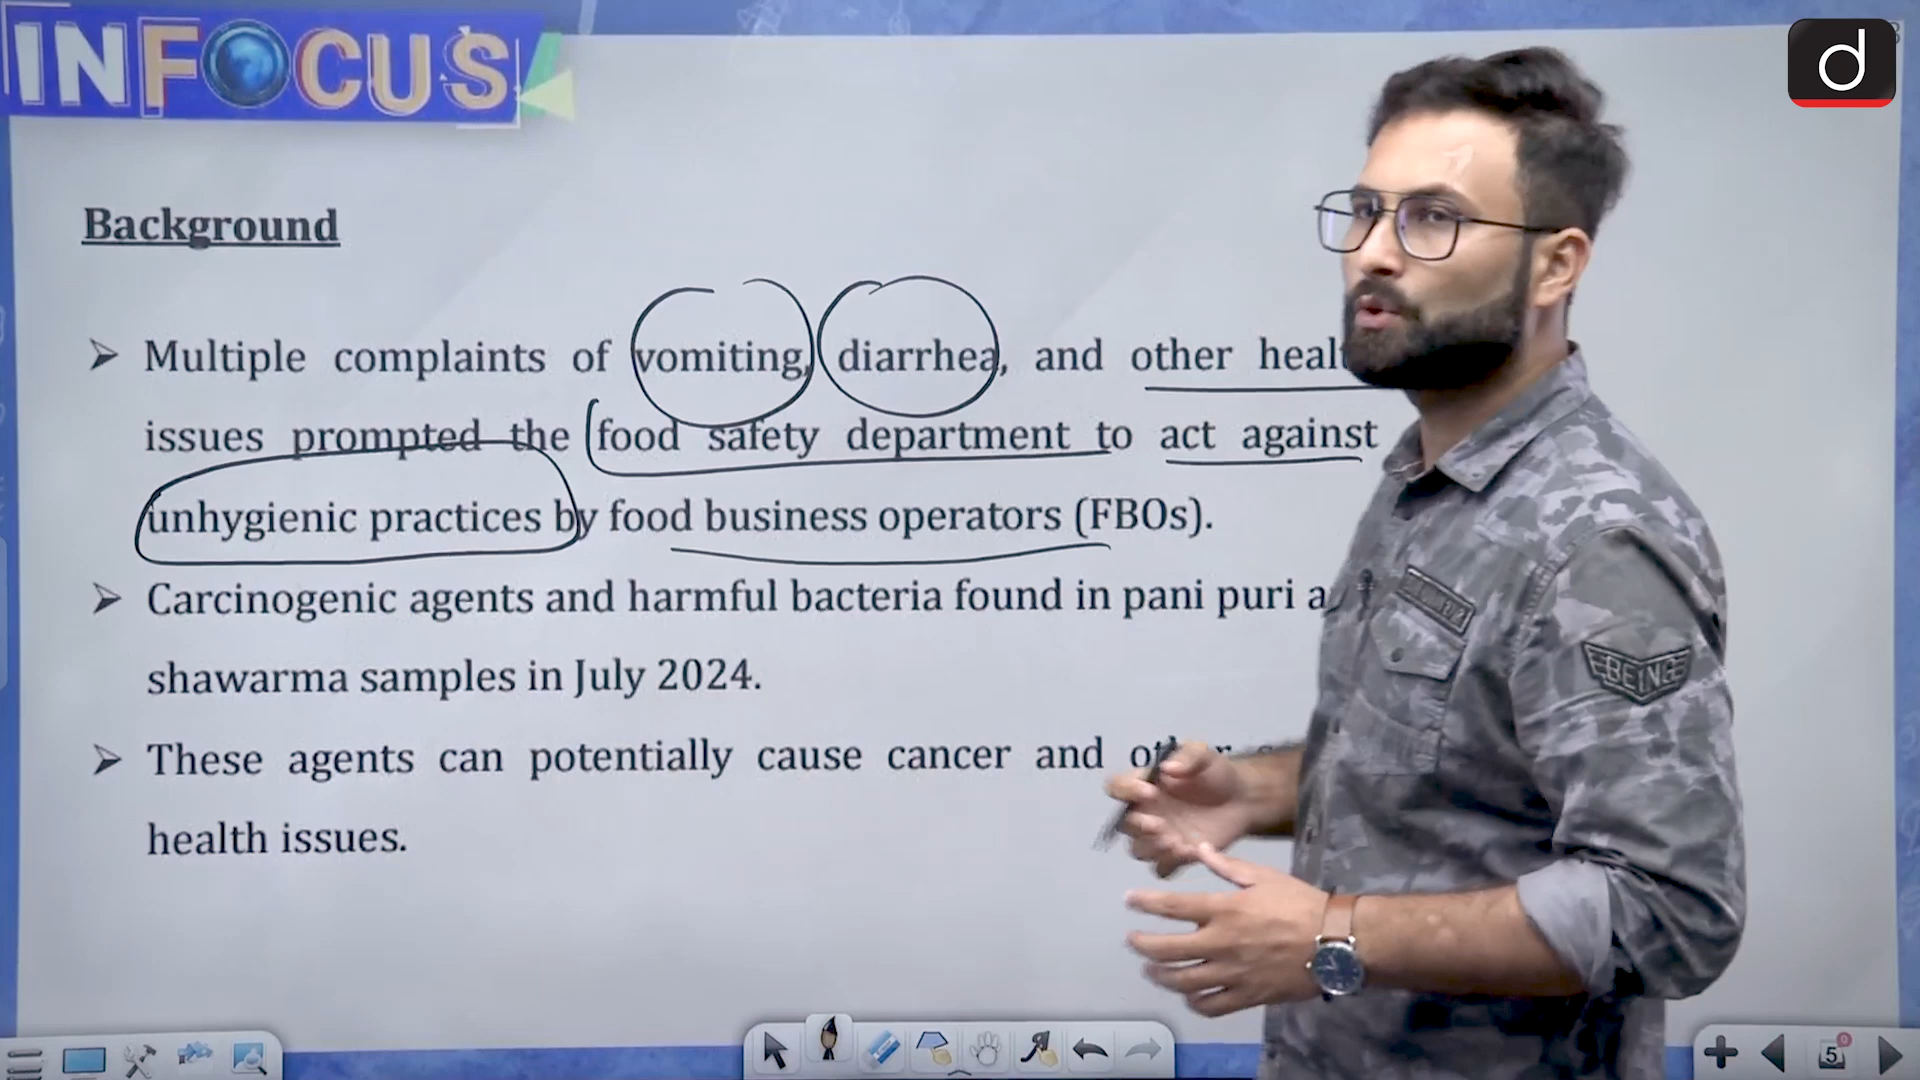 INFOCUS
d
Background
➢ Multiple complaints of vomiting, diarrhea, and other
issues prompted the food safety department to act against
unhygienic practices by food business operators (FBOs).
➢ Carcinogenic agents and harmful bacteria found in pani puri
shawarma samples in July 2024.
➢ These agents can potentially cause cancer and
health issues.
BEING
5